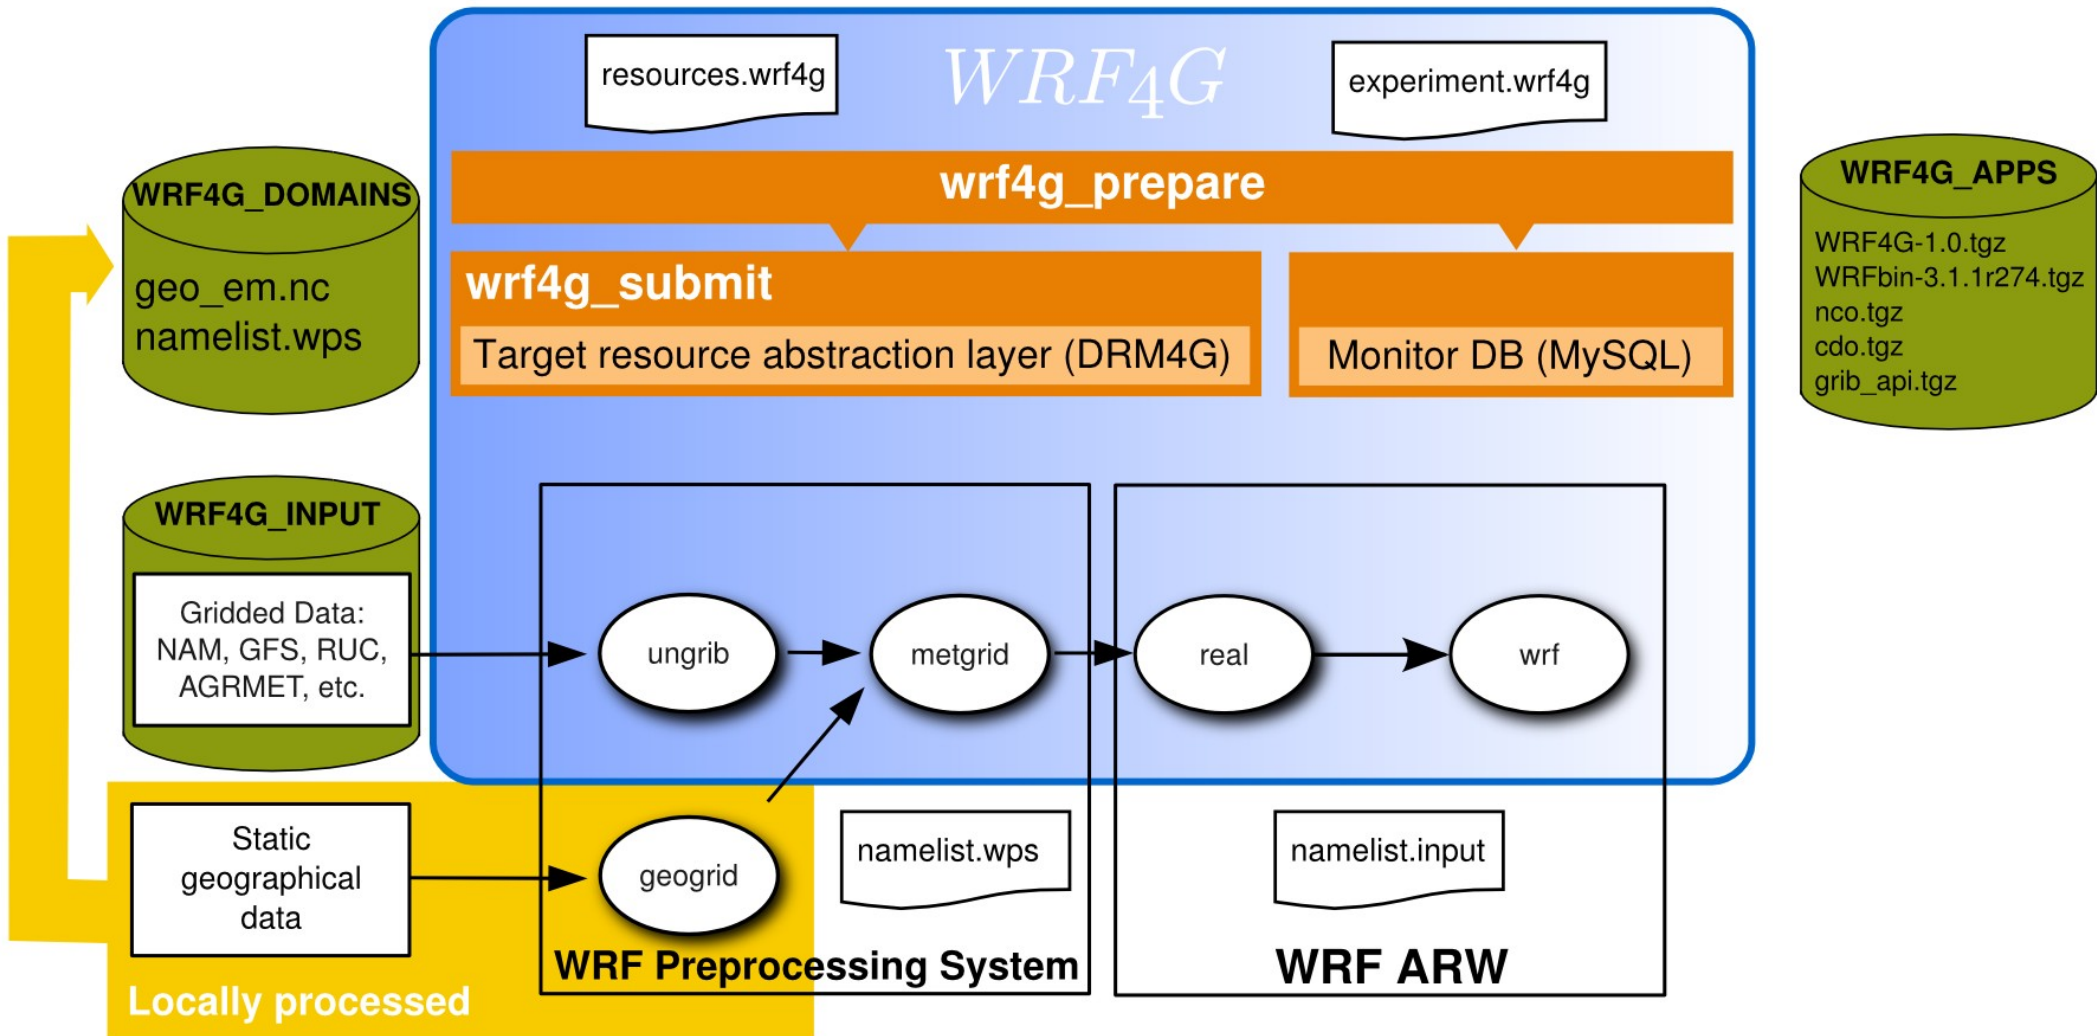 resources.wrf4g
WRF4G
experiment.wrf4g
wrf4g_prepare
WRF4G_DOMAINS
geo_em.nc
namelist.wps
wrf4g_submit
Target resource abstraction layer (DRM4G)
Monitor DB (MySQL)
WRF4G_APPS
WRF4G-1.0.tgz
WRFbin-3.1.1r274.tgz
nco.tgz
cdo.tgz
grib_api.tgz
WRF4G_INPUT
Gridded Data:
NAM, GFS, RUC,
AGRMET, etc.
ungrib
metgrid
real
wrf
Static
geographical
data
geogrid
namelist.wps
namelist.input
WRF Preprocessing System
WRF ARW
Locally processed